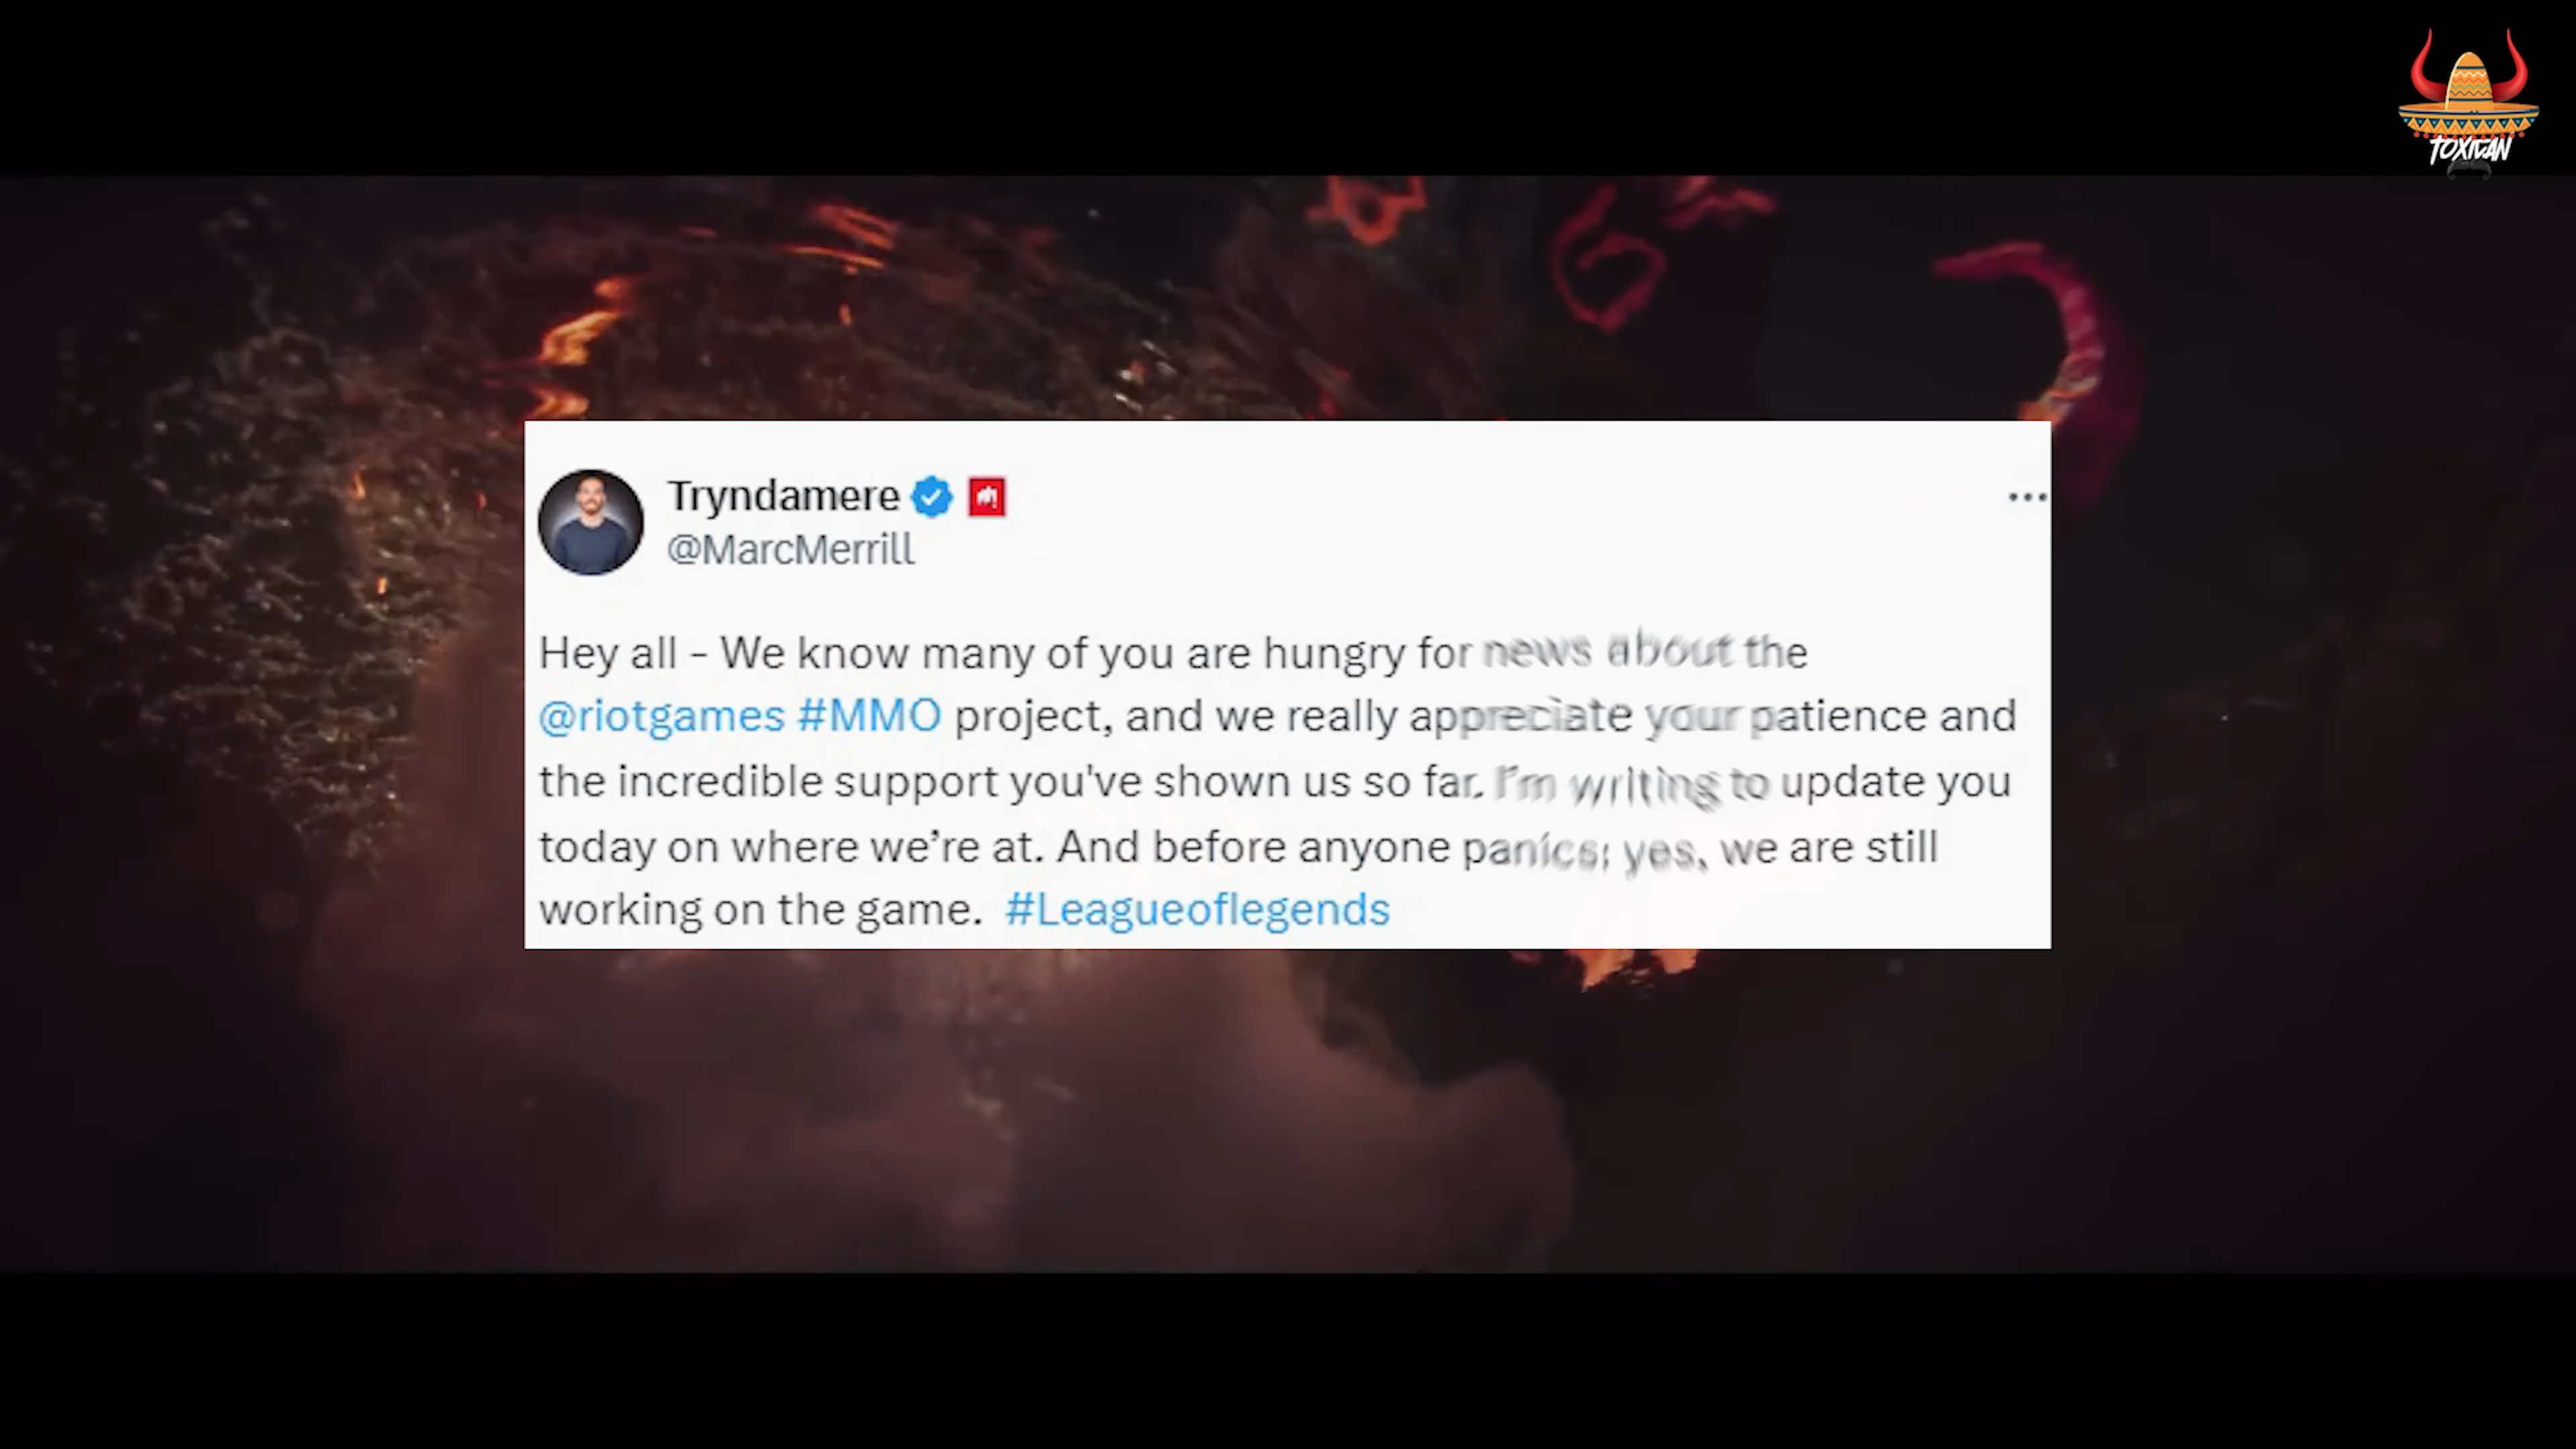 TOXICAN
Tryndamere
@MarcMerrill
Hey all – We know many of you are hungry for news about the
@riotgames #MMO project, and we really appreciate your patience and
the incredible support you've shown us so far. I'm writing to update you
today on where we’re at. And before anyone panics; yes, we are still
working on the game. #Leagueoflegends